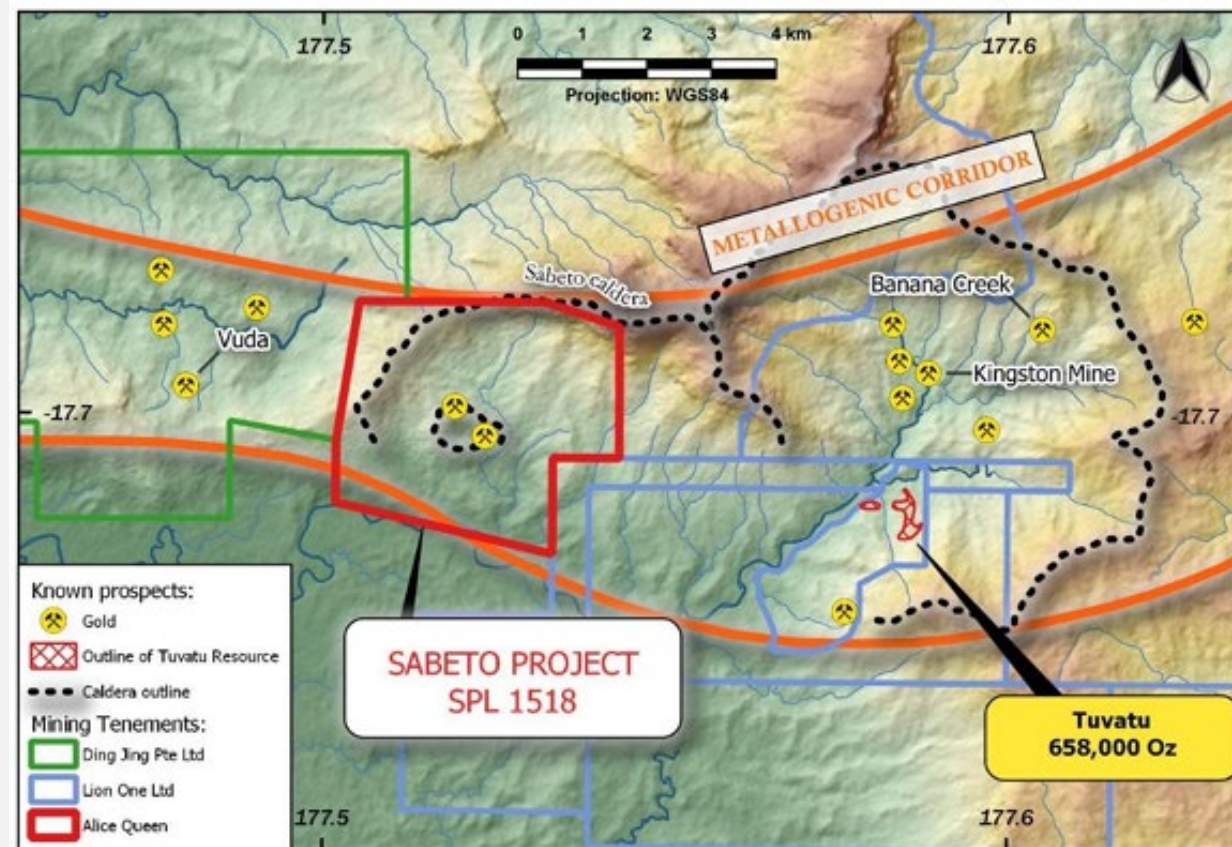 177.5
0 1 2 3 4 km
Projection: WGS84
177.6
METALLOGENIC CORRIDOR
Sabeto caldera
Banana Creek
Vuda
Kingston Mine
-17.7
-17.7
SABETO PROJECT
SPL 1518
Tuvatu
658,000 Oz
Known prospects:
Gold
Outline of Tuvatu Resource
Caldera outline
Mining Tenements:
Ding Jing Pte Ltd
Lion One Ltd
Alice Queen
177.5
177.6